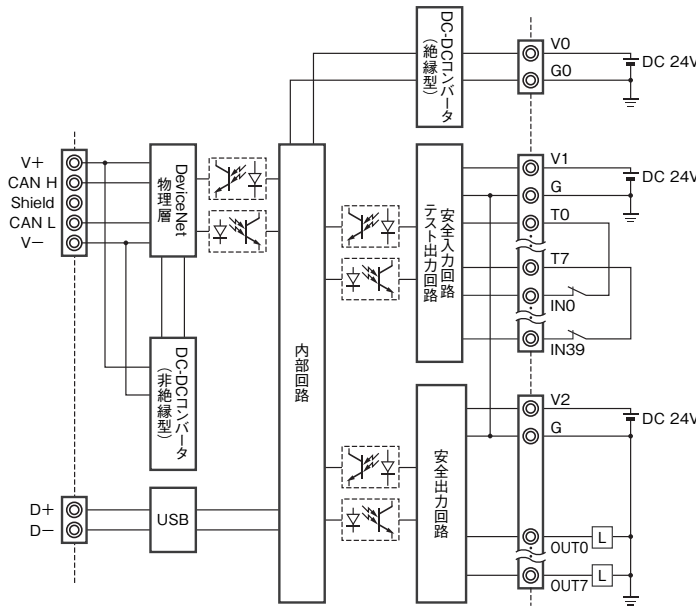 DC-DCコンバータ
(絶縁型)
V0
G0
DC 24V
V+
CAN H
Shield
CAN L
V−
DeviceNet
物理層
DC-DCコンバータ
(非絶縁型)
D+
D−
USB
内部回路
安全入力回路
テスト出力回路
V1
G
T0
T7
IN0
IN39
DC 24V
安全出力回路
V2
G
DC 24V
OUT0
L
OUT7
L